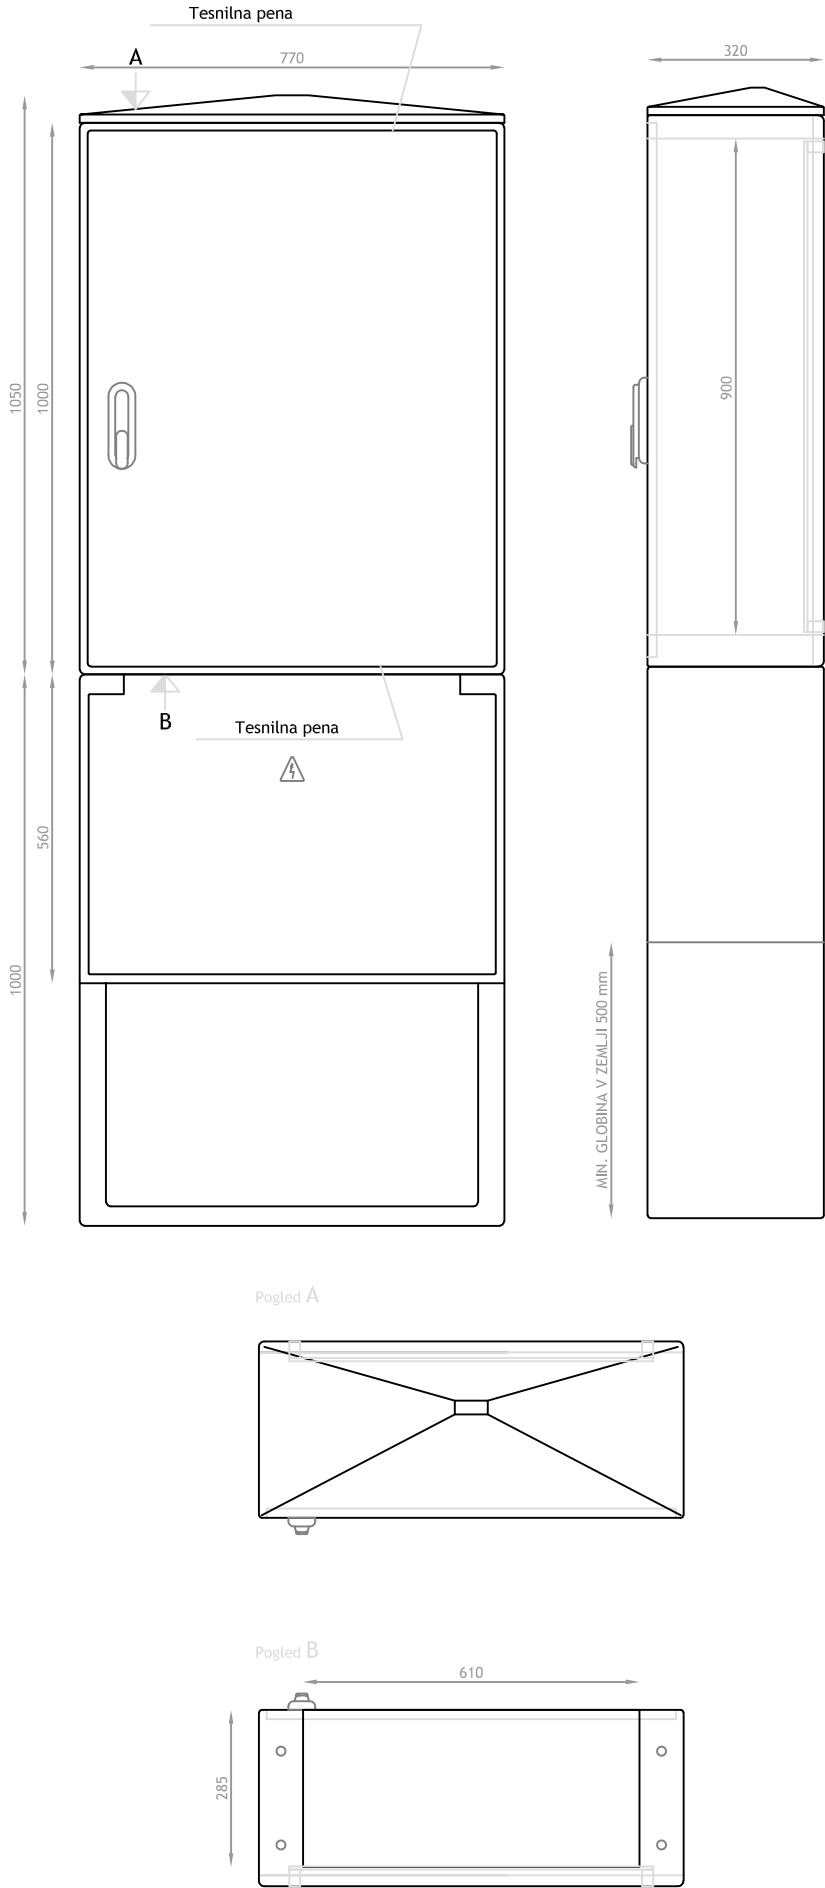 Tesnilna pena
A
770
320
1050
1000
900
B
Tesnilna pena
560
1000
MIN. GLOBINA V ZEMLJI 500 mm
Pogled A
Pogled B
610
285